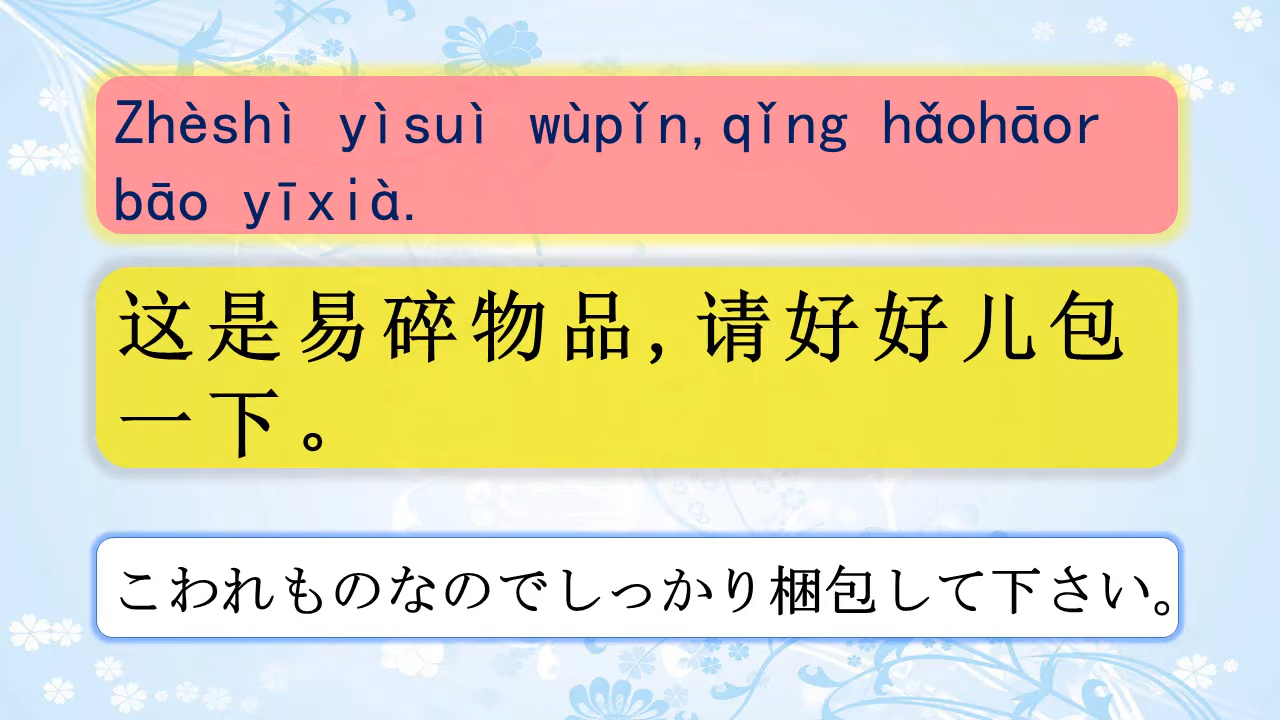 Zhèshì yìsuì wùpǐn,qǐng hǎohāor
bāo yīxià.
这是易碎物品,请好好儿包
一下。
こわれものなのでしっかり梱包して下さい。